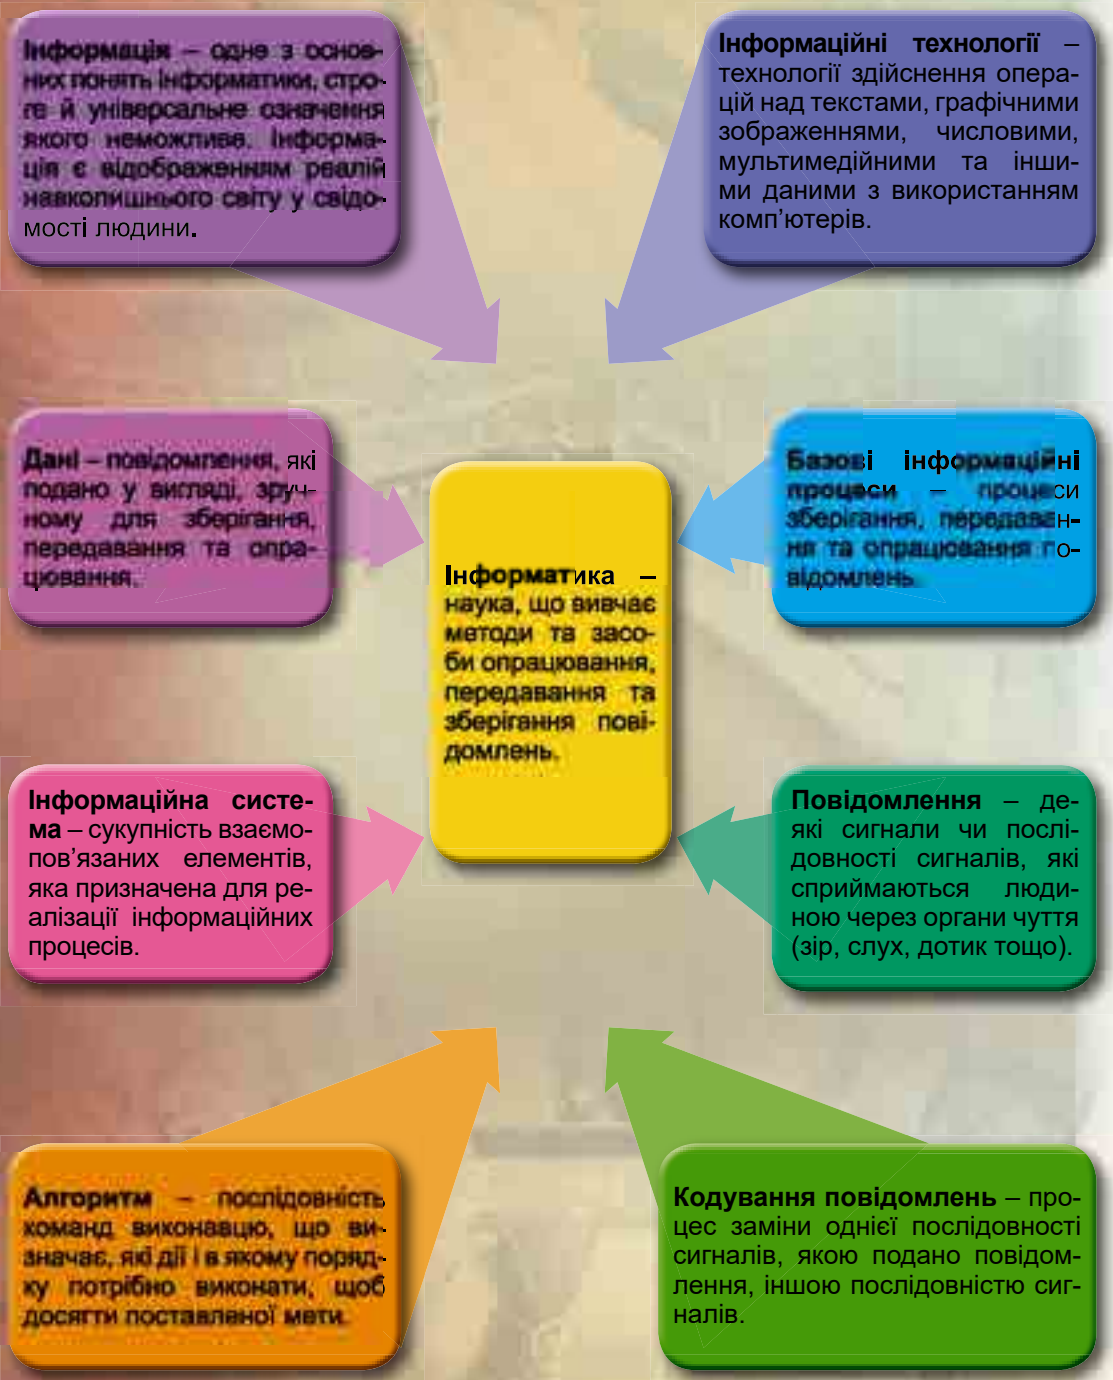 Інформація – одне з основ-
них понять інформатики, стро-
ге й універсальне означення
якого неможливе. Інформа-
ція є відображенням реалій
навколишнього світу у свідо-
мості людини.
Інформаційні технології –
технології здійснення опера-
цій над текстами, графічними
зображеннями, числовими,
мультимедійними та інши-
ми даними з використанням
комп’ютерів.
Дані – повідомлення, які
подано у вигляді, зруч-
ному для зберігання,
передавання та опра-
цювання.
Базові інформаційні
процеси – процеси
зберігання, передаван-
ня та опрацювання по-
відомлень.
Інформатика –
наука, що вивчає
методи та засо-
би опрацювання,
передавання та
зберігання пові-
домлень.
Інформаційна систе-
ма – сукупність взаємо-
пов’язаних елементів,
яка призначена для ре-
алізації інформаційних
процесів.
Повідомлення – де-
які сигнали чи послі-
довності сигналів, які
сприймаються люди-
ною через органи чуття
(зір, слух, дотик тощо).
Алгоритм – послідовність
команд виконавцю, що ви-
значає, які дії і в якому поряд-
ку потрібно виконати, щоб
досягти поставленої мети.
Кодування повідомлень – про-
цес заміни однієї послідовності
сигналів, якою подано повідом-
лення, іншою послідовністю сиг-
налів.